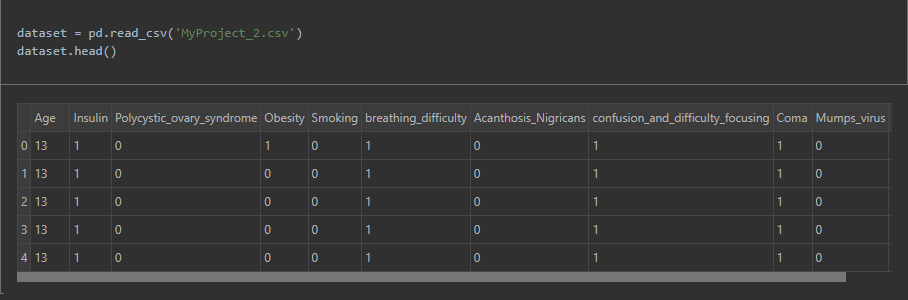 dataset = pd.read_csv('MyProject_2.csv')
dataset.head()
Age Insulin Polycystic_ovary_syndrome Obesity Smoking breathing_difficulty Acanthosis_Nigricans confusion_and_difficulty_focusing Coma Mumps_virus
0 13 1 0 1 0 1 0 1 1 0
1 13 1 0 0 0 1 0 1 1 0
2 13 1 0 0 0 1 0 1 1 0
3 13 1 0 0 0 1 0 1 1 0
4 13 1 0 0 0 1 0 1 1 0